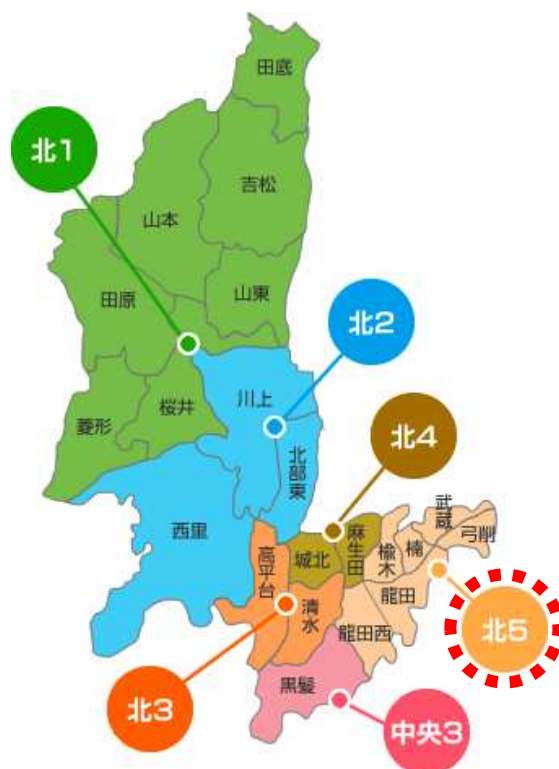 田底
北1
吉松
山本
山東
田原
北2
川上
桜井
菱形
北4
北部東
武蔵
弓削
西里
麻生田
楡木
楠
高平台
城北
龍田
清水
北5
龍田西
黒髪
北3
中央3